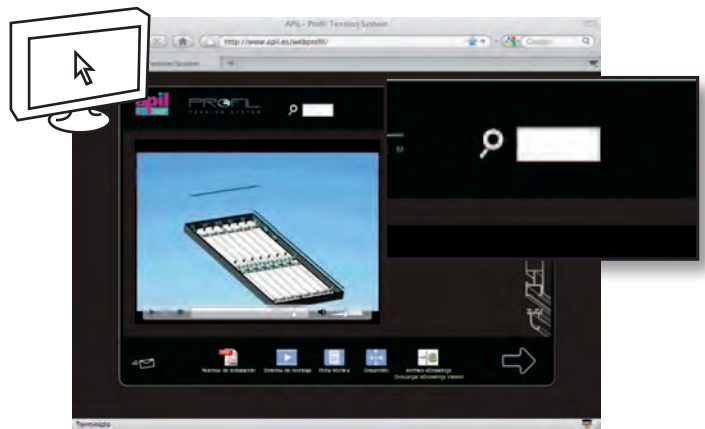 APIL - Profil Tension System
http://www.apil.es/webprofil/
Tension System
apil
PROFIL
TENSION SYSTEM
M
Normas de instalación
Sistema de montaje
Ficha técnica
Desarrollo
Archivo eDrawings
Descargar eDrawings Viewer
Terminado